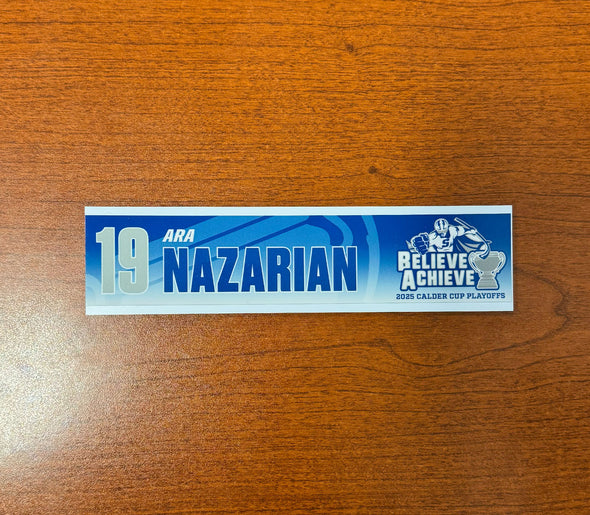 19
ARA
NAZARIAN
BELIEVE
ACHIEVE
2025 CALDER CUP PLAYOFFS